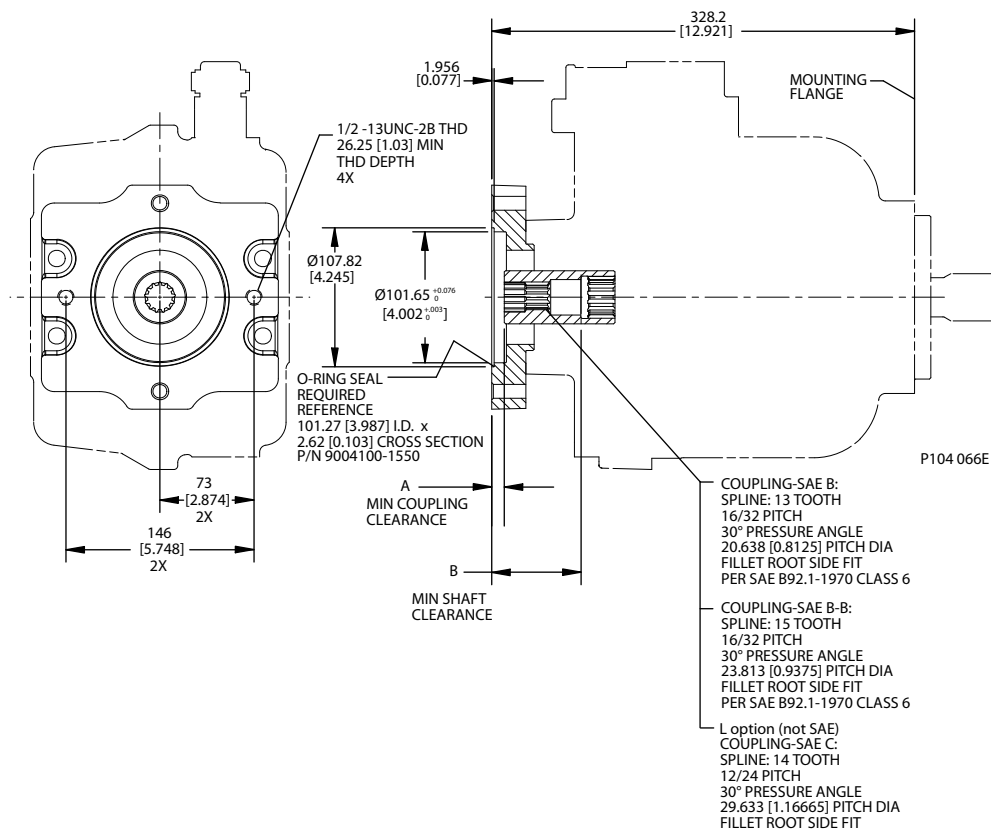 328.2
[12.921]
1.956
[0.077]
MOUNTING
FLANGE
1/2 -13UNC-2B THD
26.25 [1.03] MIN
THD DEPTH
4X
Ø107.82
[4.245]
Ø101.65 +0.076 0
[4.002 +.003 0]
O-RING SEAL
REQUIRED
REFERENCE
101.27 [3.987] I.D. x
2.62 [0.103] CROSS SECTION
P/N 9004100-1550
P104 066E
73
[2.874]
2X
146
[5.748]
2X
A
MIN COUPLING
CLEARANCE
B
MIN SHAFT
CLEARANCE
COUPLING-SAE B:
SPLINE: 13 TOOTH
16/32 PITCH
30° PRESSURE ANGLE
20.638 [0.8125] PITCH DIA
FILLET ROOT SIDE FIT
PER SAE B92.1-1970 CLASS 6
COUPLING-SAE B-B:
SPLINE: 15 TOOTH
16/32 PITCH
30° PRESSURE ANGLE
23.813 [0.9375] PITCH DIA
FILLET ROOT SIDE FIT
PER SAE B92.1-1970 CLASS 6
L option (not SAE)
COUPLING-SAE C:
SPLINE: 14 TOOTH
12/24 PITCH
30° PRESSURE ANGLE
29.633 [1.16665] PITCH DIA
FILLET ROOT SIDE FIT